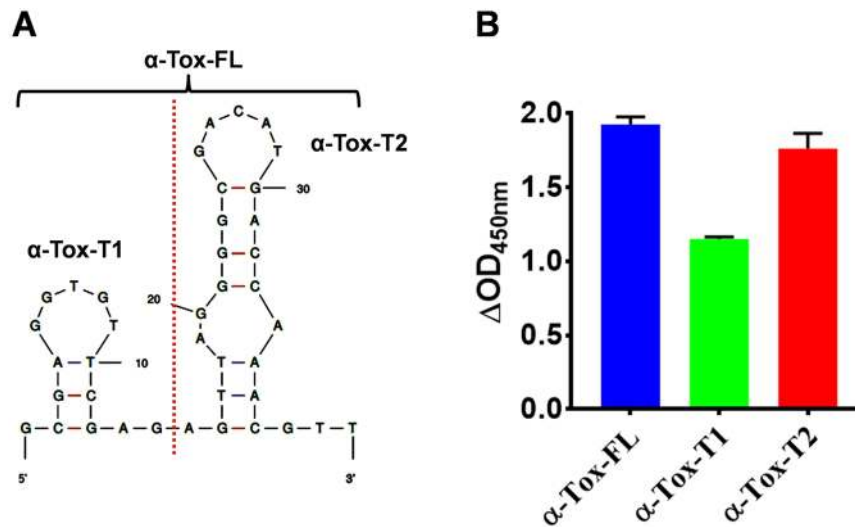 A
α-Tox-FL
α-Tox-T1
α-Tox-T2
G C G A G G T G T T C G A G A G T T A G G G G C G A C A T G A C C A A A C G T T
10
20
30
5'
3'
B
ΔOD450nm
2.0
1.5
1.0
0.5
0.0
α-Tox-FL
α-Tox-T1
α-Tox-T2